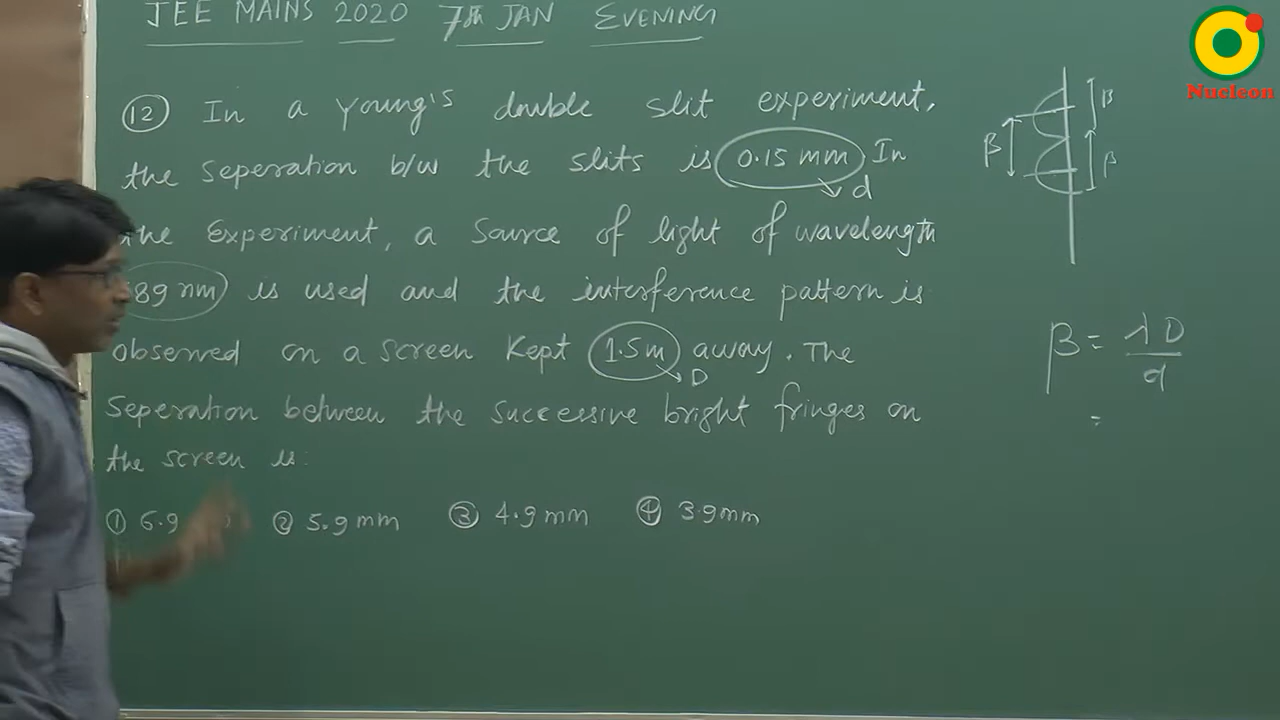 JEE MAINS 2020 7th JAN EVENING
Nucleon
(12) In a Young's double slit experiment,
the seperation b/w the slits is 0.15 mm In
d
the Experiment, a source of light of wavelength
89 nm is used and the interference pattern is
observed on a screen kept 1.5m away. The
D
Seperation between the successive bright fringes on
the screen is:
① 6.9 ② 5.9 mm ③ 4.9 mm ④ 3.9mm
β
β
β
β = λD
d
=